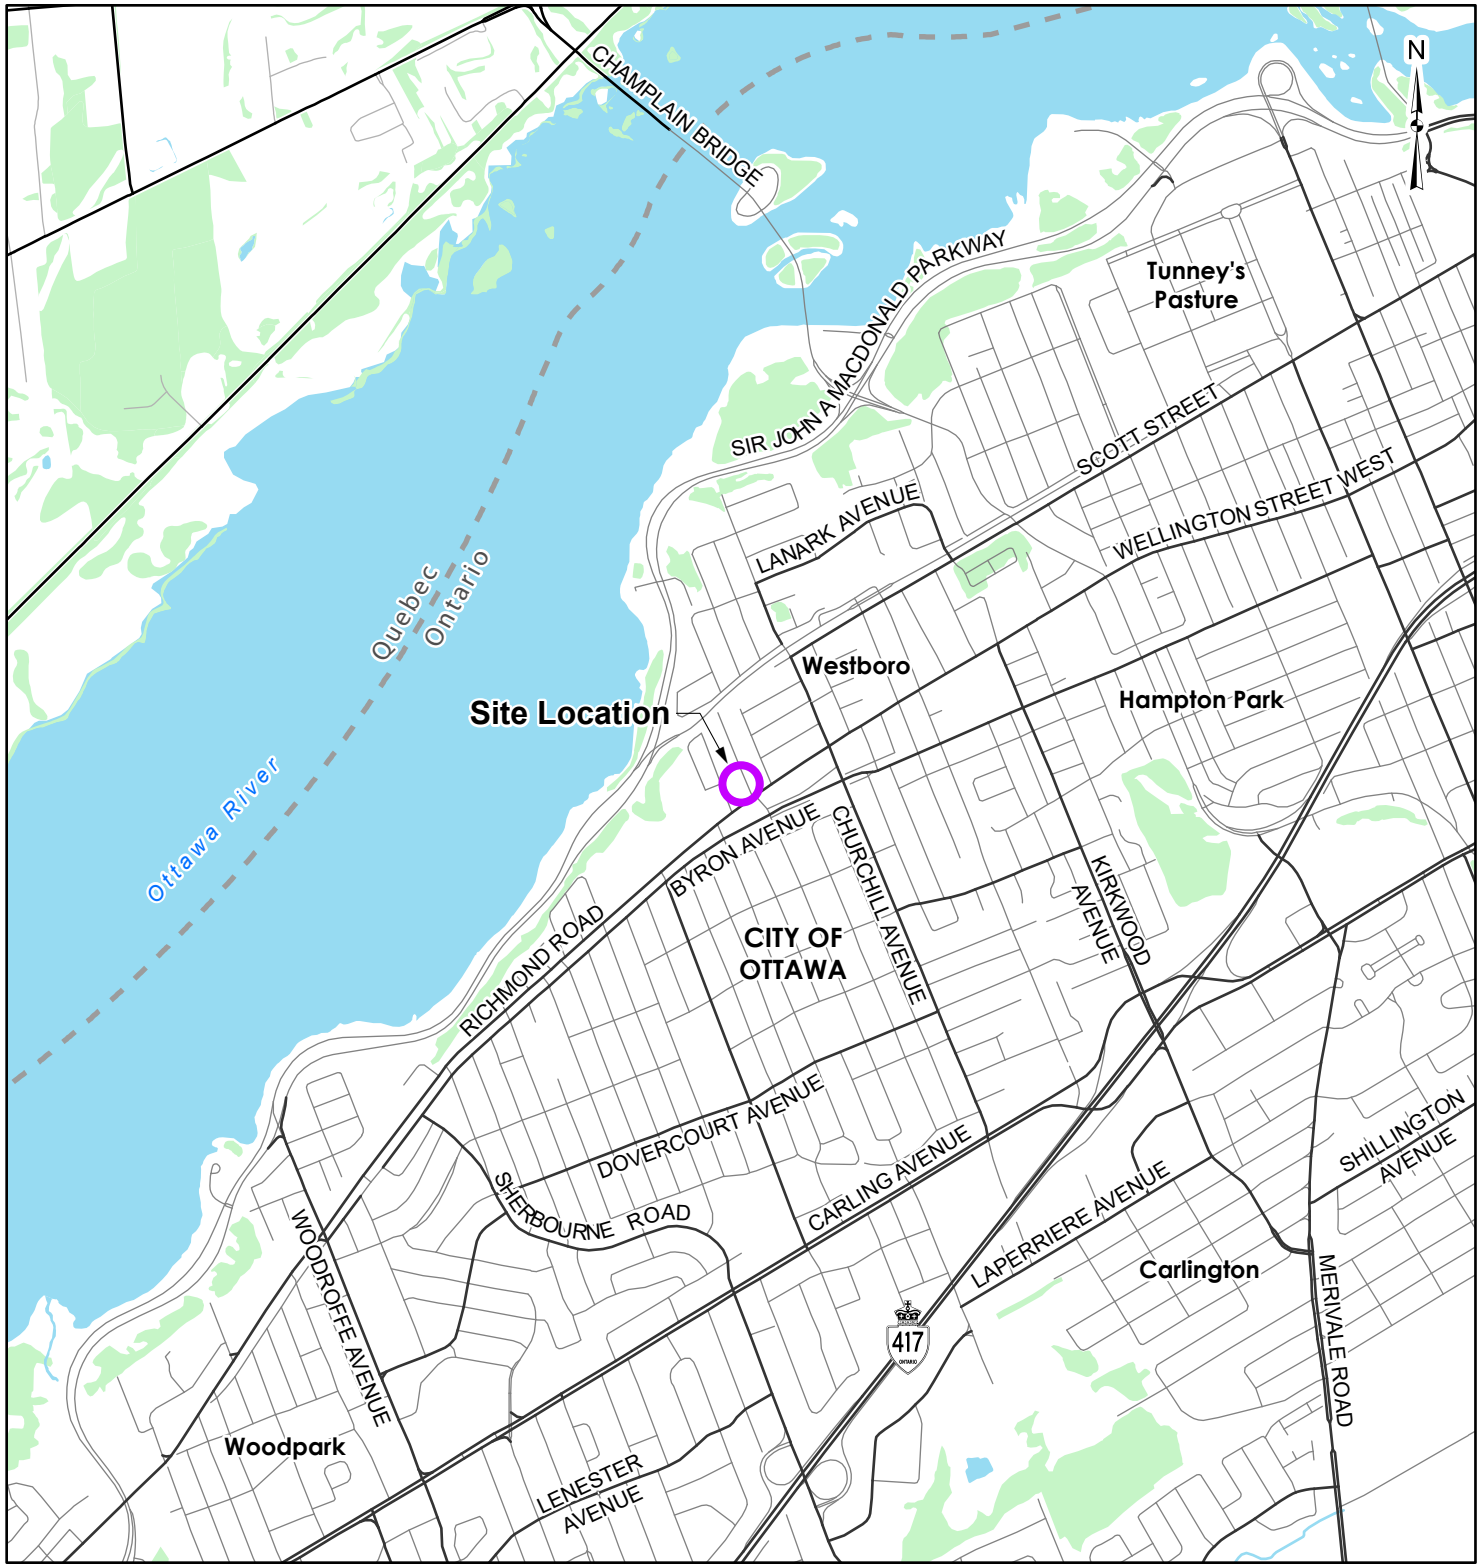 CHAMPLAIN BRIDGE
N
SIR JOHN A MACDONALD PARKWAY
Tunney's
Pasture
SCOTT STREET
WELLINGTON STREET WEST
LANARK AVENUE
Quebec
Ontario
Westboro
Hampton Park
Site Location
Ottawa River
BYRON AVENUE
CHURCHILL AVENUE
KIRKWOOD
AVENUE
RICHMOND ROAD
CITY OF
OTTAWA
DOVERCOURT AVENUE
SHILLINGTON
AVENUE
CARLING AVENUE
LAPERRIERE AVENUE
SHERBOURNE ROAD
WOODROFFE AVENUE
Carlington
MERIVALE ROAD
417
ONTARIO
Woodpark
LENESTER
AVENUE